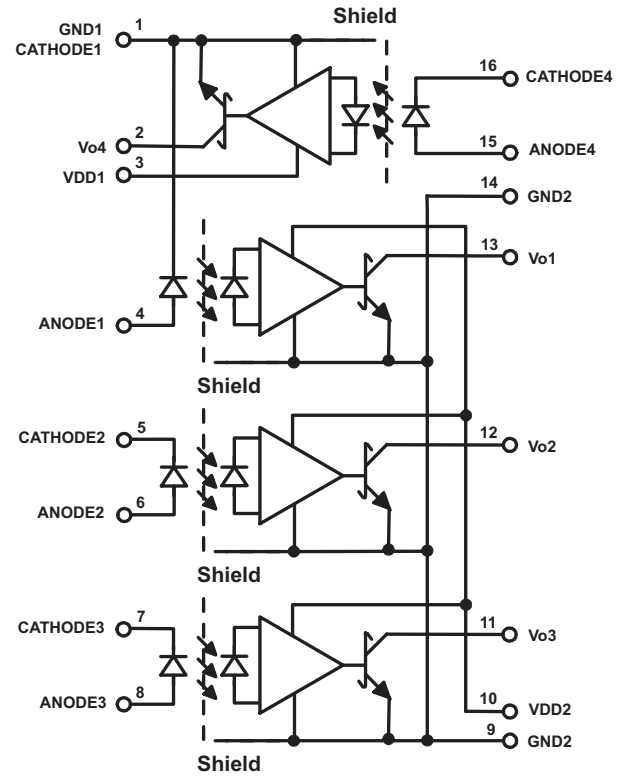 Shield
GND1 1
CATHODE1
16 CATHODE4
Vo4 2
15 ANODE4
VDD1 3
14 GND2
13 Vo1
ANODE1 4
Shield
CATHODE2 5
12 Vo2
ANODE2 6
Shield
CATHODE3 7
11 Vo3
ANODE3 8
10 VDD2
9 GND2
Shield